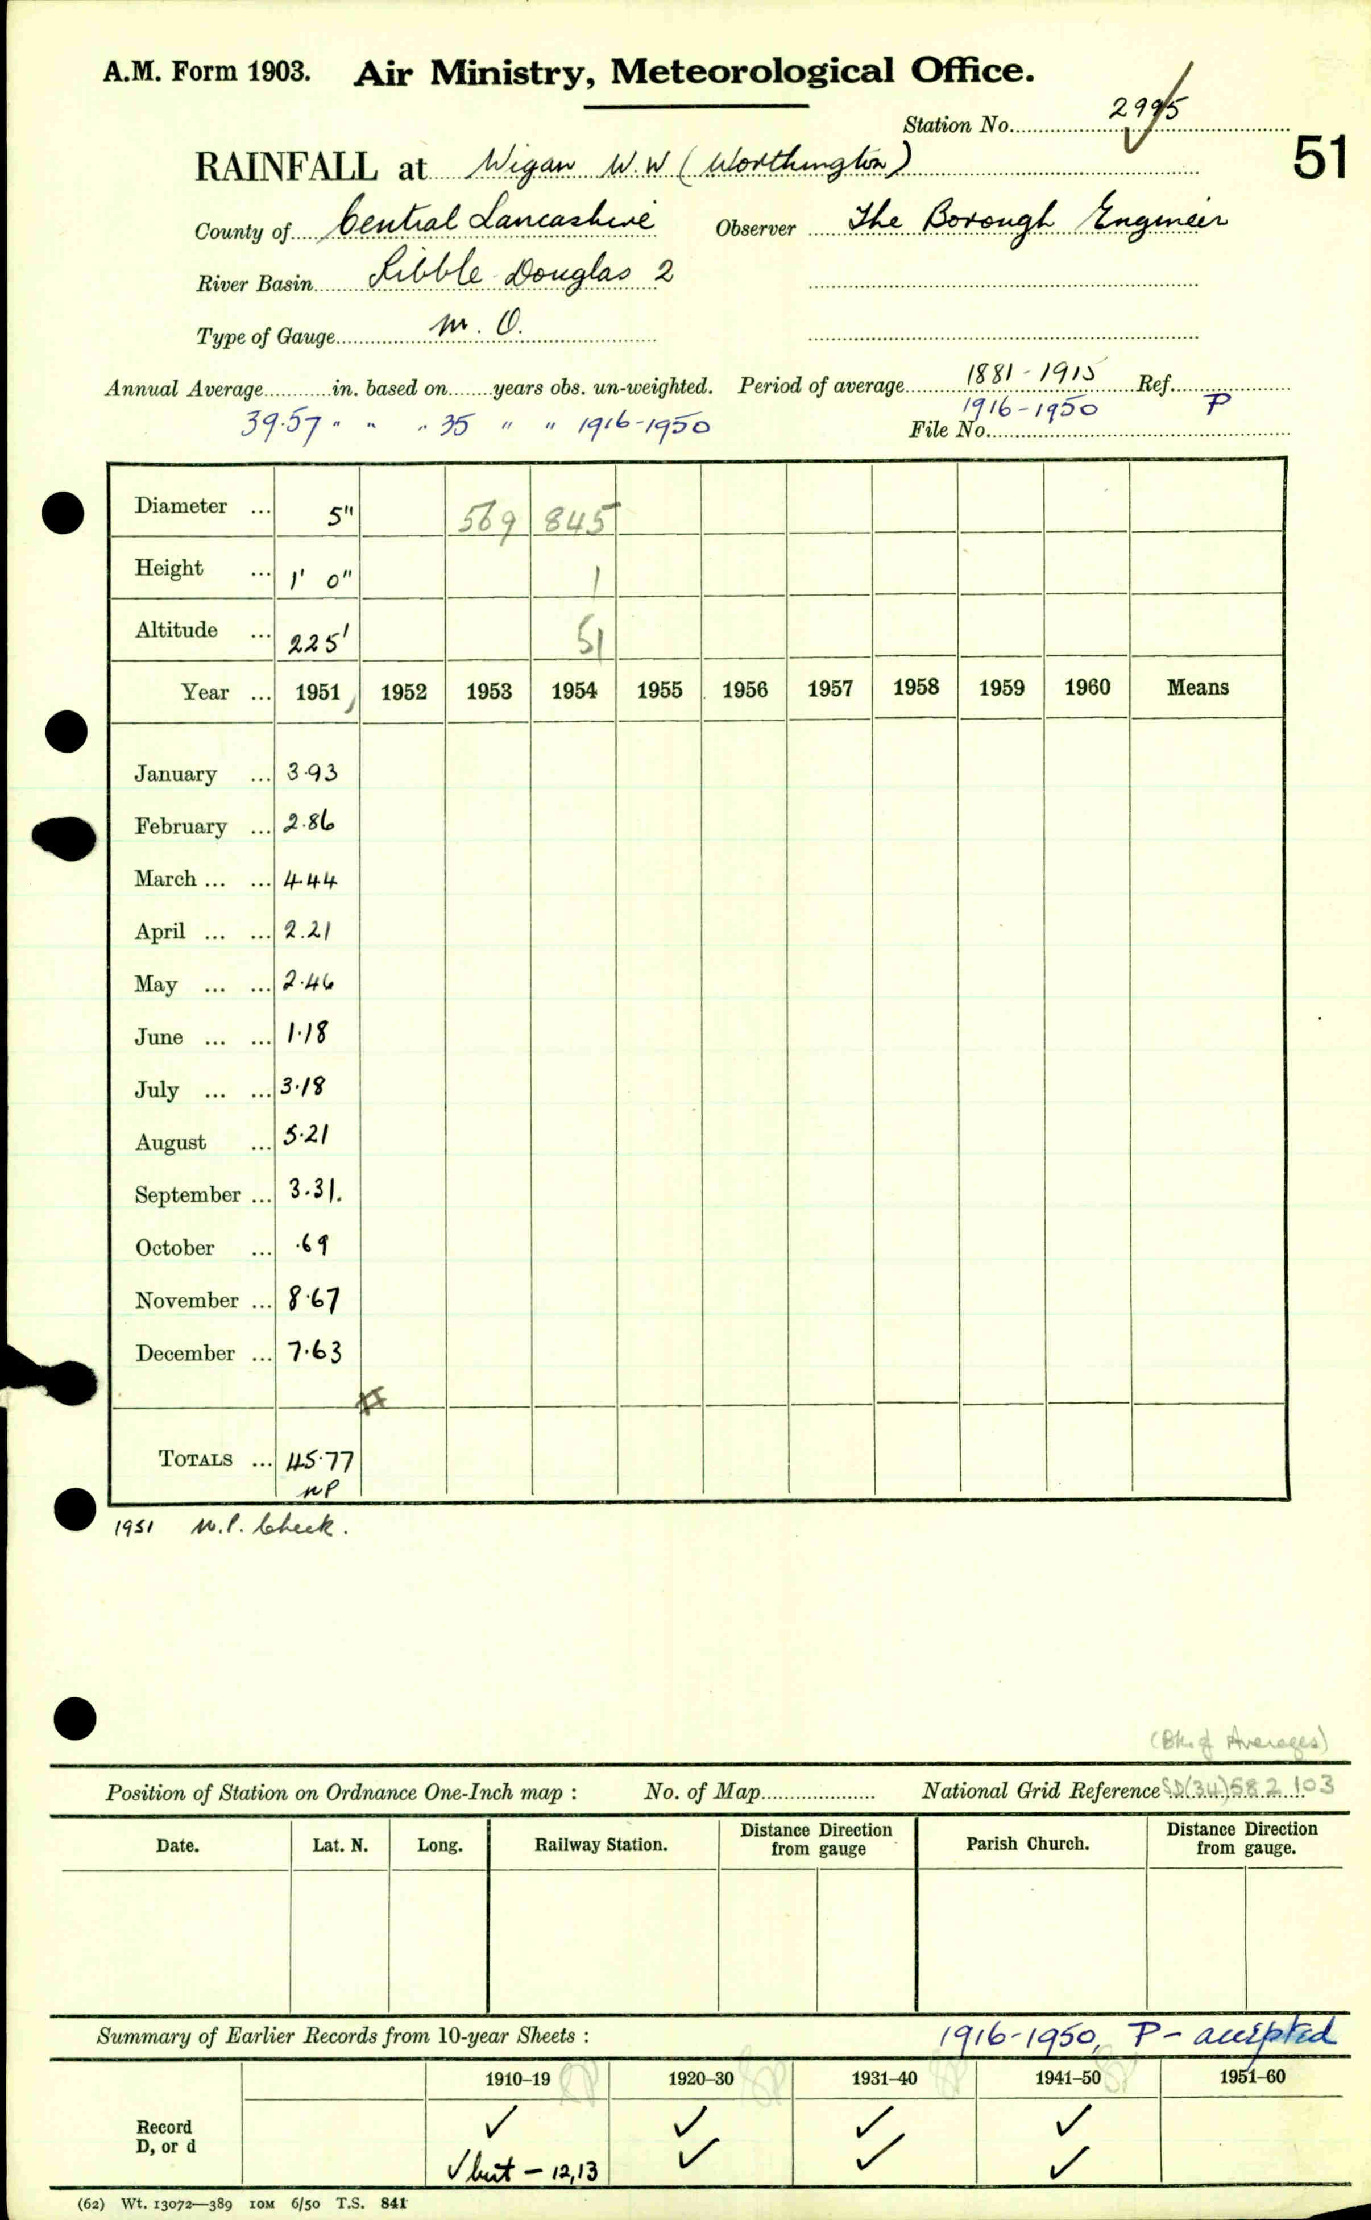 A.M. Form 1903. Air Ministry, Meteorological Office.
Station No. 2995
51
RAINFALL at Wigan W.W (Worthington)
County of Central Lancashire Observer The Borough Engineer
River Basin Ribble Douglas 2
Type of Gauge M.O.
Annual Average in. based on years obs. un-weighted. Period of average 1881-1915 Ref.
39.57 " " " 35 " " 1916-1950 1916-1950 P
File No.
Diameter ... 5" 569 845
Height ... 1' 0" 1
Altitude ... 225' 51
Year ... 1951 1952 1953 1954 1955 1956 1957 1958 1959 1960 Means
January ... 3.93
February ... 2.86
March ... ... 4.44
April ... ... 2.21
May ... ... 2.46
June ... ... 1.18
July ... ... 3.18
August ... 5.21
September ... 3.31.
October ... .69
November ... 8.67
December ... 7.63
TOTALS ... 45.77
NP
1951 N.P. Check.
(Bk of Averages)
Position of Station on Ordnance One-Inch map : No. of Map National Grid Reference SD(34)582103
Date. Lat. N. Long. Railway Station. Distance from Direction gauge Parish Church. Distance from Direction gauge.
Summary of Earlier Records from 10-year Sheets : 1916-1950, P - accepted
1910–19 1920–30 1931–40 1941–50 1951–60
Record ✓ ✓ ✓ ✓
D, or d ✓ but - 12,13 ✓ ✓ ✓
(62) Wt. 13072—389 10M 6/50 T.S. 841